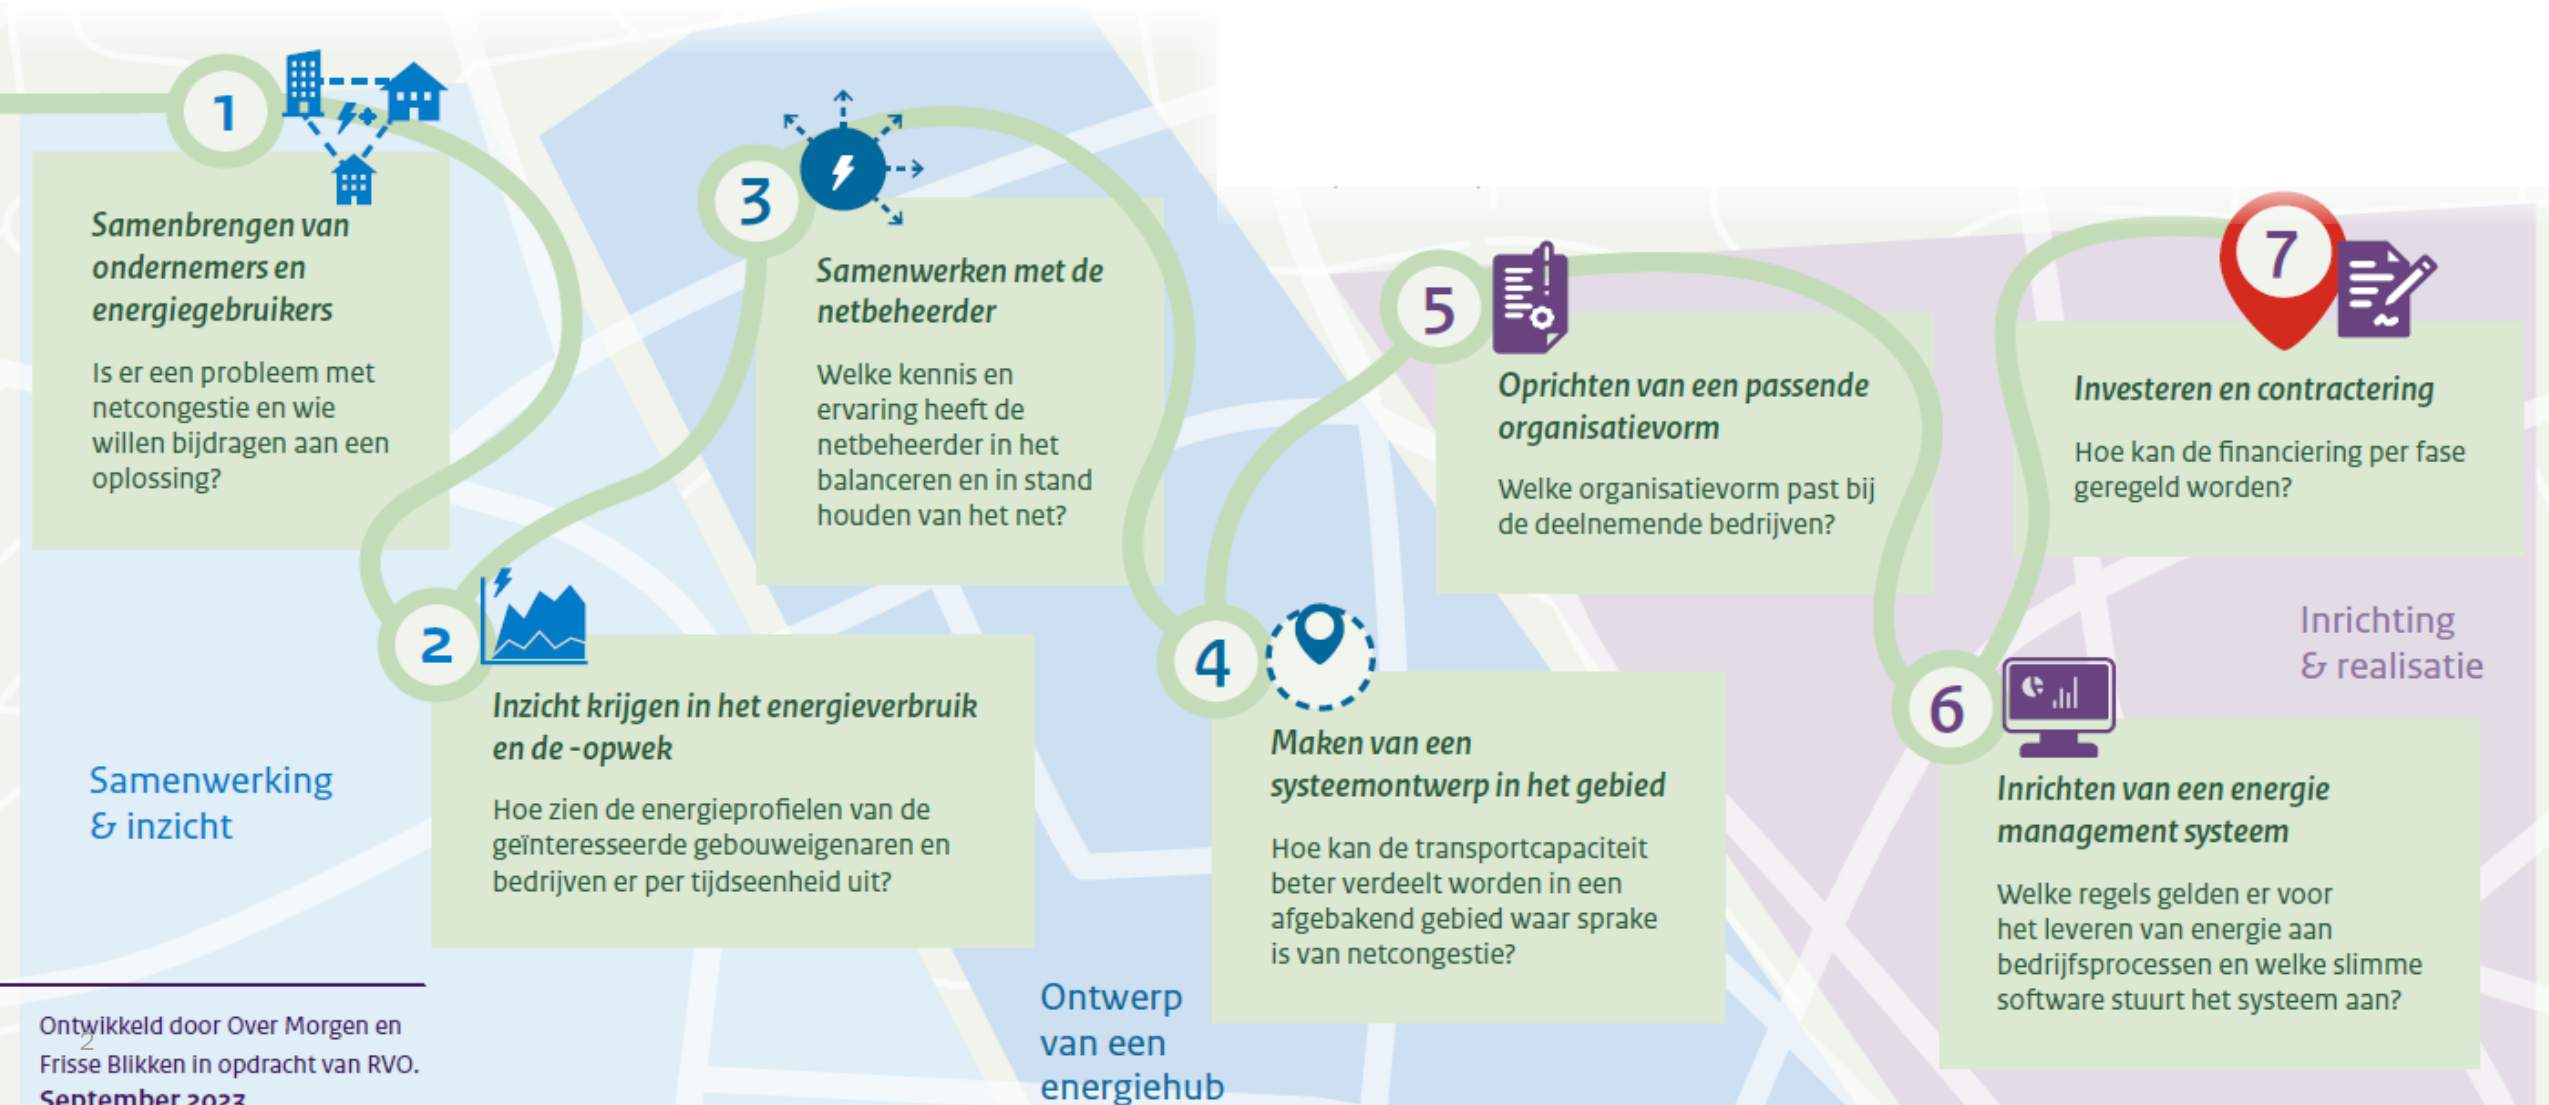 1
Samenbrengen van
ondernemers en
energiegebruikers
Is er een probleem met
netcongestie en wie
willen bijdragen aan een
oplossing?
2
Inzicht krijgen in het energieverbruik
en de -opwek
Hoe zien de energieprofielen van de
geïnteresseerde gebouweigenaren en
bedrijven er per tijdseenheid uit?
Samenwerking
& inzicht
3
Samenwerken met de
netbeheerder
Welke kennis en
ervaring heeft de
netbeheerder in het
balanceren en in stand
houden van het net?
4
Maken van een
systeemontwerp in het gebied
Hoe kan de transportcapaciteit
beter verdeelt worden in een
afgebakend gebied waar sprake
is van netcongestie?
Ontwerp
van een
energiehub
5
Oprichten van een passende
organisatievorm
Welke organisatievorm past bij
de deelnemende bedrijven?
6
Inrichten van een energie
management systeem
Welke regels gelden er voor
het leveren van energie aan
bedrijfsprocessen en welke slimme
software stuurt het systeem aan?
7
Investeren en contractering
Hoe kan de financiering per fase
geregeld worden?
Inrichting
& realisatie
Ontwikkeld door Over Morgen en
2
Frisse Blikken in opdracht van RVO.
September 2023